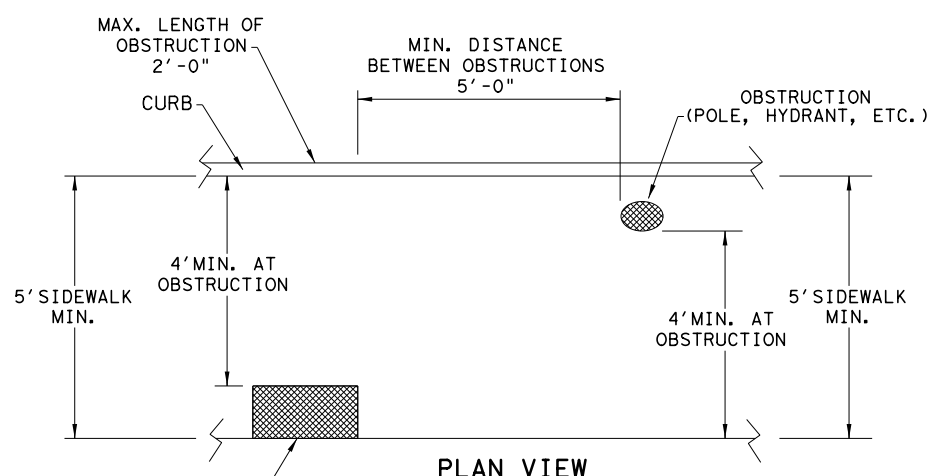 MAX. LENGTH OF
OBSTRUCTION
2'-0"
MIN. DISTANCE
BETWEEN OBSTRUCTIONS
5'-0"
CURB
OBSTRUCTION
(POLE, HYDRANT, ETC.)
4' MIN. AT
OBSTRUCTION
5' SIDEWALK
MIN.
5' SIDEWALK
MIN.
4' MIN. AT
OBSTRUCTION
PLAN VIEW